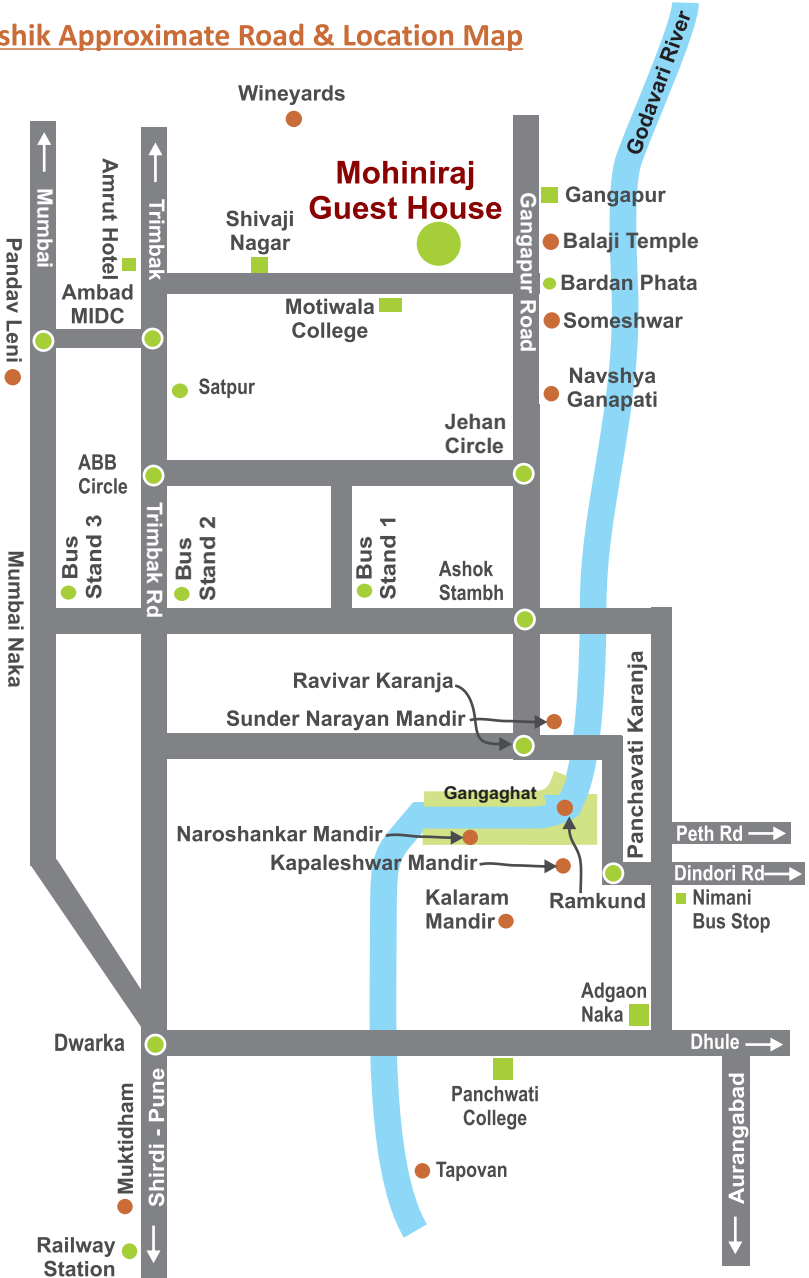 shik Approximate Road & Location Map
Wineyards
Godavari River
Mohiniraj
Guest House
Mumbai
Amrut Hotel
Trimbak
Shivaji
Nagar
Gangapur Road
Gangapur
Balaji Temple
Bardan Phata
Someshwar
Pandav Leni
Ambad
MIDC
Motiwala
College
Navshya
Ganapati
Satpur
Jehan
Circle
ABB
Circle
Trimbak Rd
Bus
Stand 3
Bus
Stand 2
Bus
Stand 1
Ashok
Stambh
Mumbai Naka
Ravivar Karanja
Sunder Narayan Mandir
Panchavati Karanja
Gangaghat
Naroshankar Mandir
Kapaleshwar Mandir
Peth Rd
Dindori Rd
Kalaram
Mandir
Ramkund
Nimani
Bus Stop
Adgaon
Naka
Dwarka
Dhule
Panchwati
College
Muktidham
Shirdi - Pune
Aurangabad
Tapovan
Railway
Station